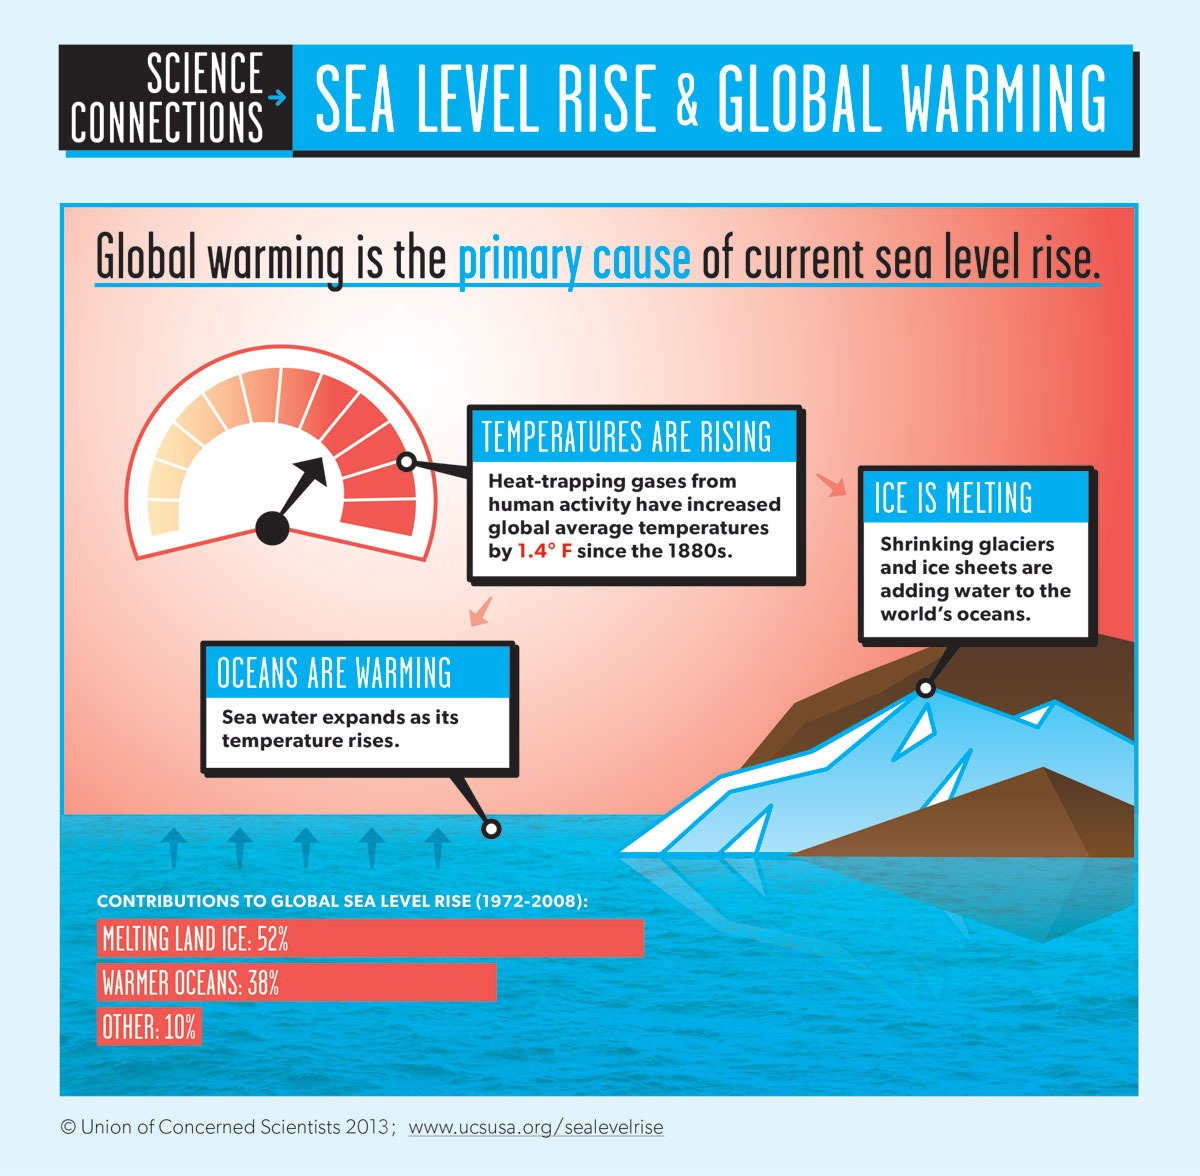 SCIENCE
CONNECTIONS
SEA LEVEL RISE & GLOBAL WARMING
Global warming is the primary cause of current sea level rise.
TEMPERATURES ARE RISING
Heat-trapping gases from
human activity have increased
global average temperatures
by 1.4° F since the 1880s.
ICE IS MELTING
Shrinking glaciers
and ice sheets are
adding water to the
world's oceans.
OCEANS ARE WARMING
Sea water expands as its
temperature rises.
CONTRIBUTIONS TO GLOBAL SEA LEVEL RISE (1972-2008):
MELTING LAND ICE: 52%
WARMER OCEANS: 38%
OTHER: 10%
© Union of Concerned Scientists 2013; www.ucsusa.org/sealevelrise